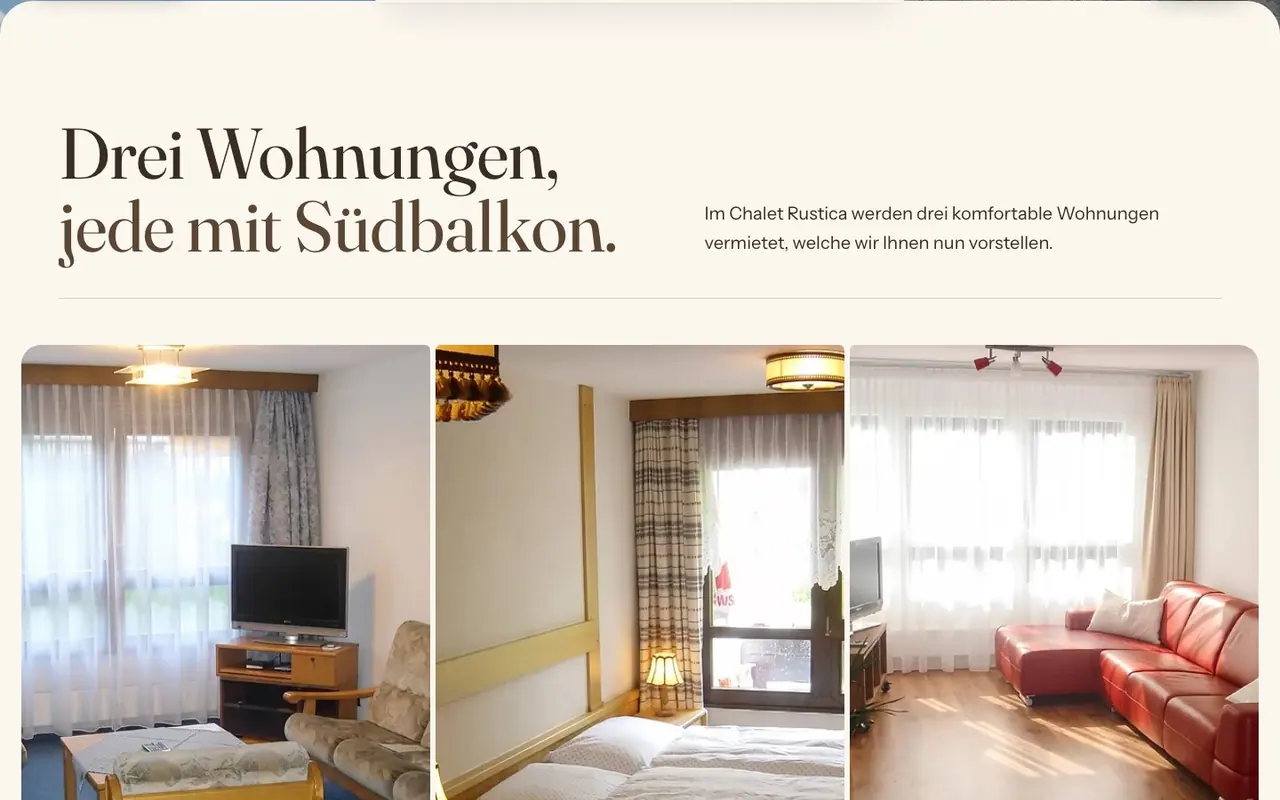 Drei Wohnungen,
jede mit Südbalkon.
Im Chalet Rustica werden drei komfortable Wohnungen
vermietet, welche wir Ihnen nun vorstellen.